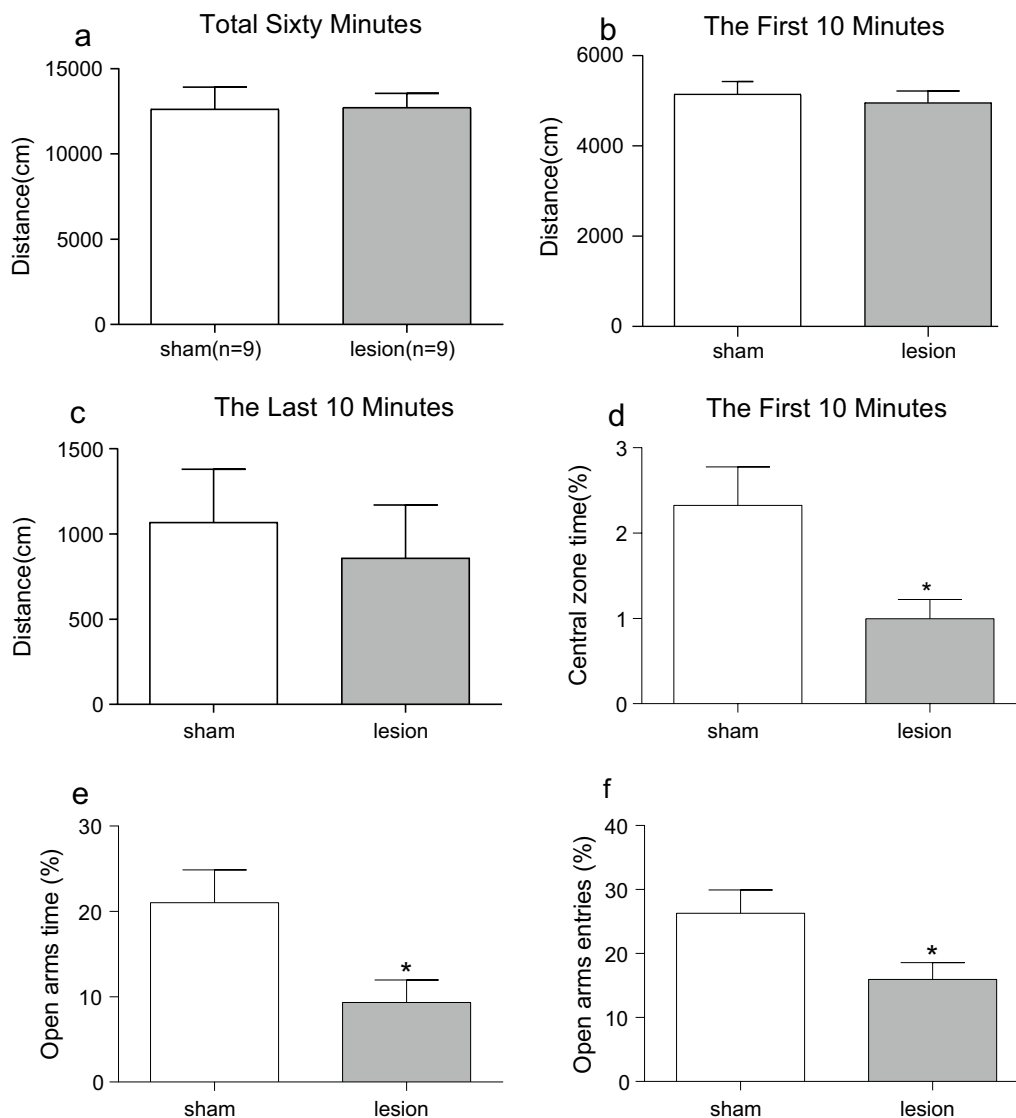 a
Total Sixty Minutes
Distance(cm)
15000
10000
5000
0
sham(n=9)
lesion(n=9)
b
The First 10 Minutes
Distance(cm)
6000
4000
2000
0
sham
lesion
c
The Last 10 Minutes
Distance(cm)
1500
1000
500
0
sham
lesion
d
The First 10 Minutes
Central zone time(%)
3
2
1
0
*
sham
lesion
e
Open arms time (%)
30
20
10
0
*
sham
lesion
f
Open arms entries (%)
40
30
20
10
0
*
sham
lesion